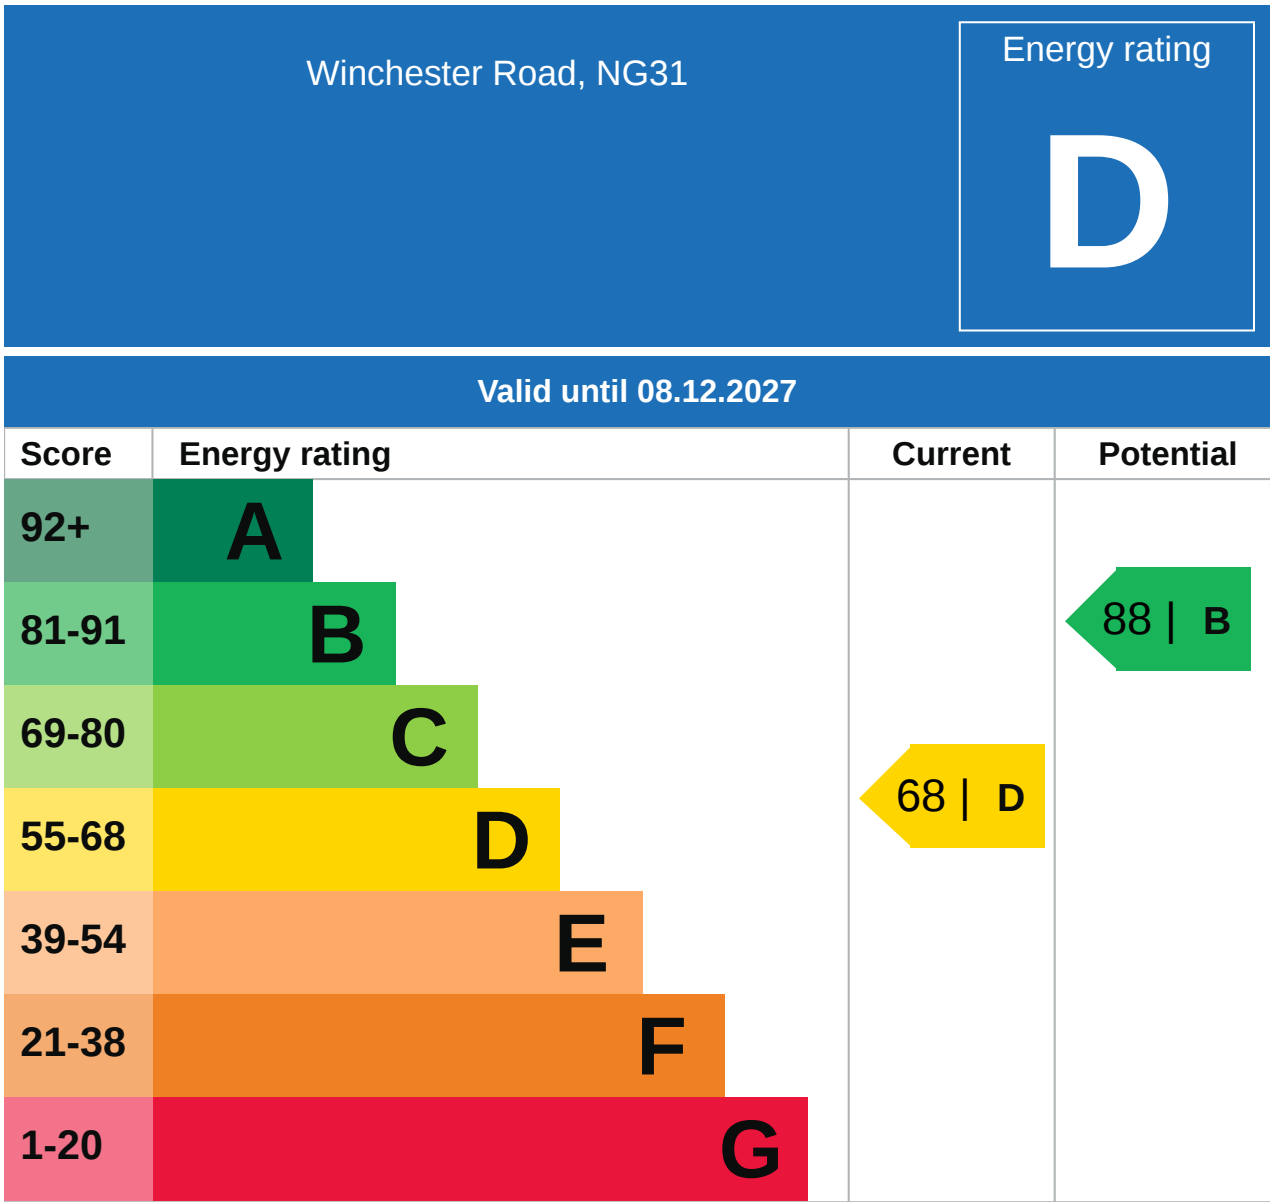 Winchester Road, NG31
Energy rating
D
Valid until 08.12.2027
Score Energy rating Current Potential
92+ A
81-91 B
88 | B
69-80 C
68 | D
55-68 D
39-54 E
21-38 F
1-20 G